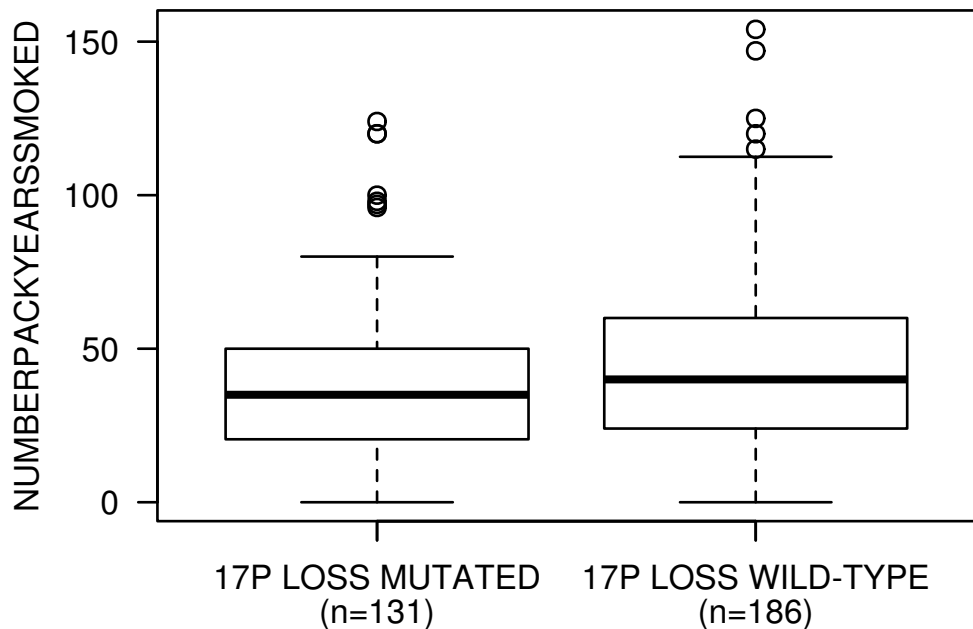 NUMBERPACKYEARSSMOKED
150
100
50
0
17P LOSS MUTATED
(n=131)
17P LOSS WILD-TYPE
(n=186)